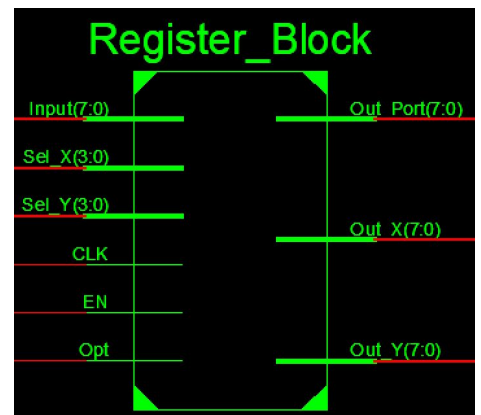 Register_Block
Input(7:0)
Out_Port(7:0)
Sel_X(3:0)
Sel_Y(3:0)
Out_X(7:0)
CLK
EN
Opt
Out_Y(7:0)